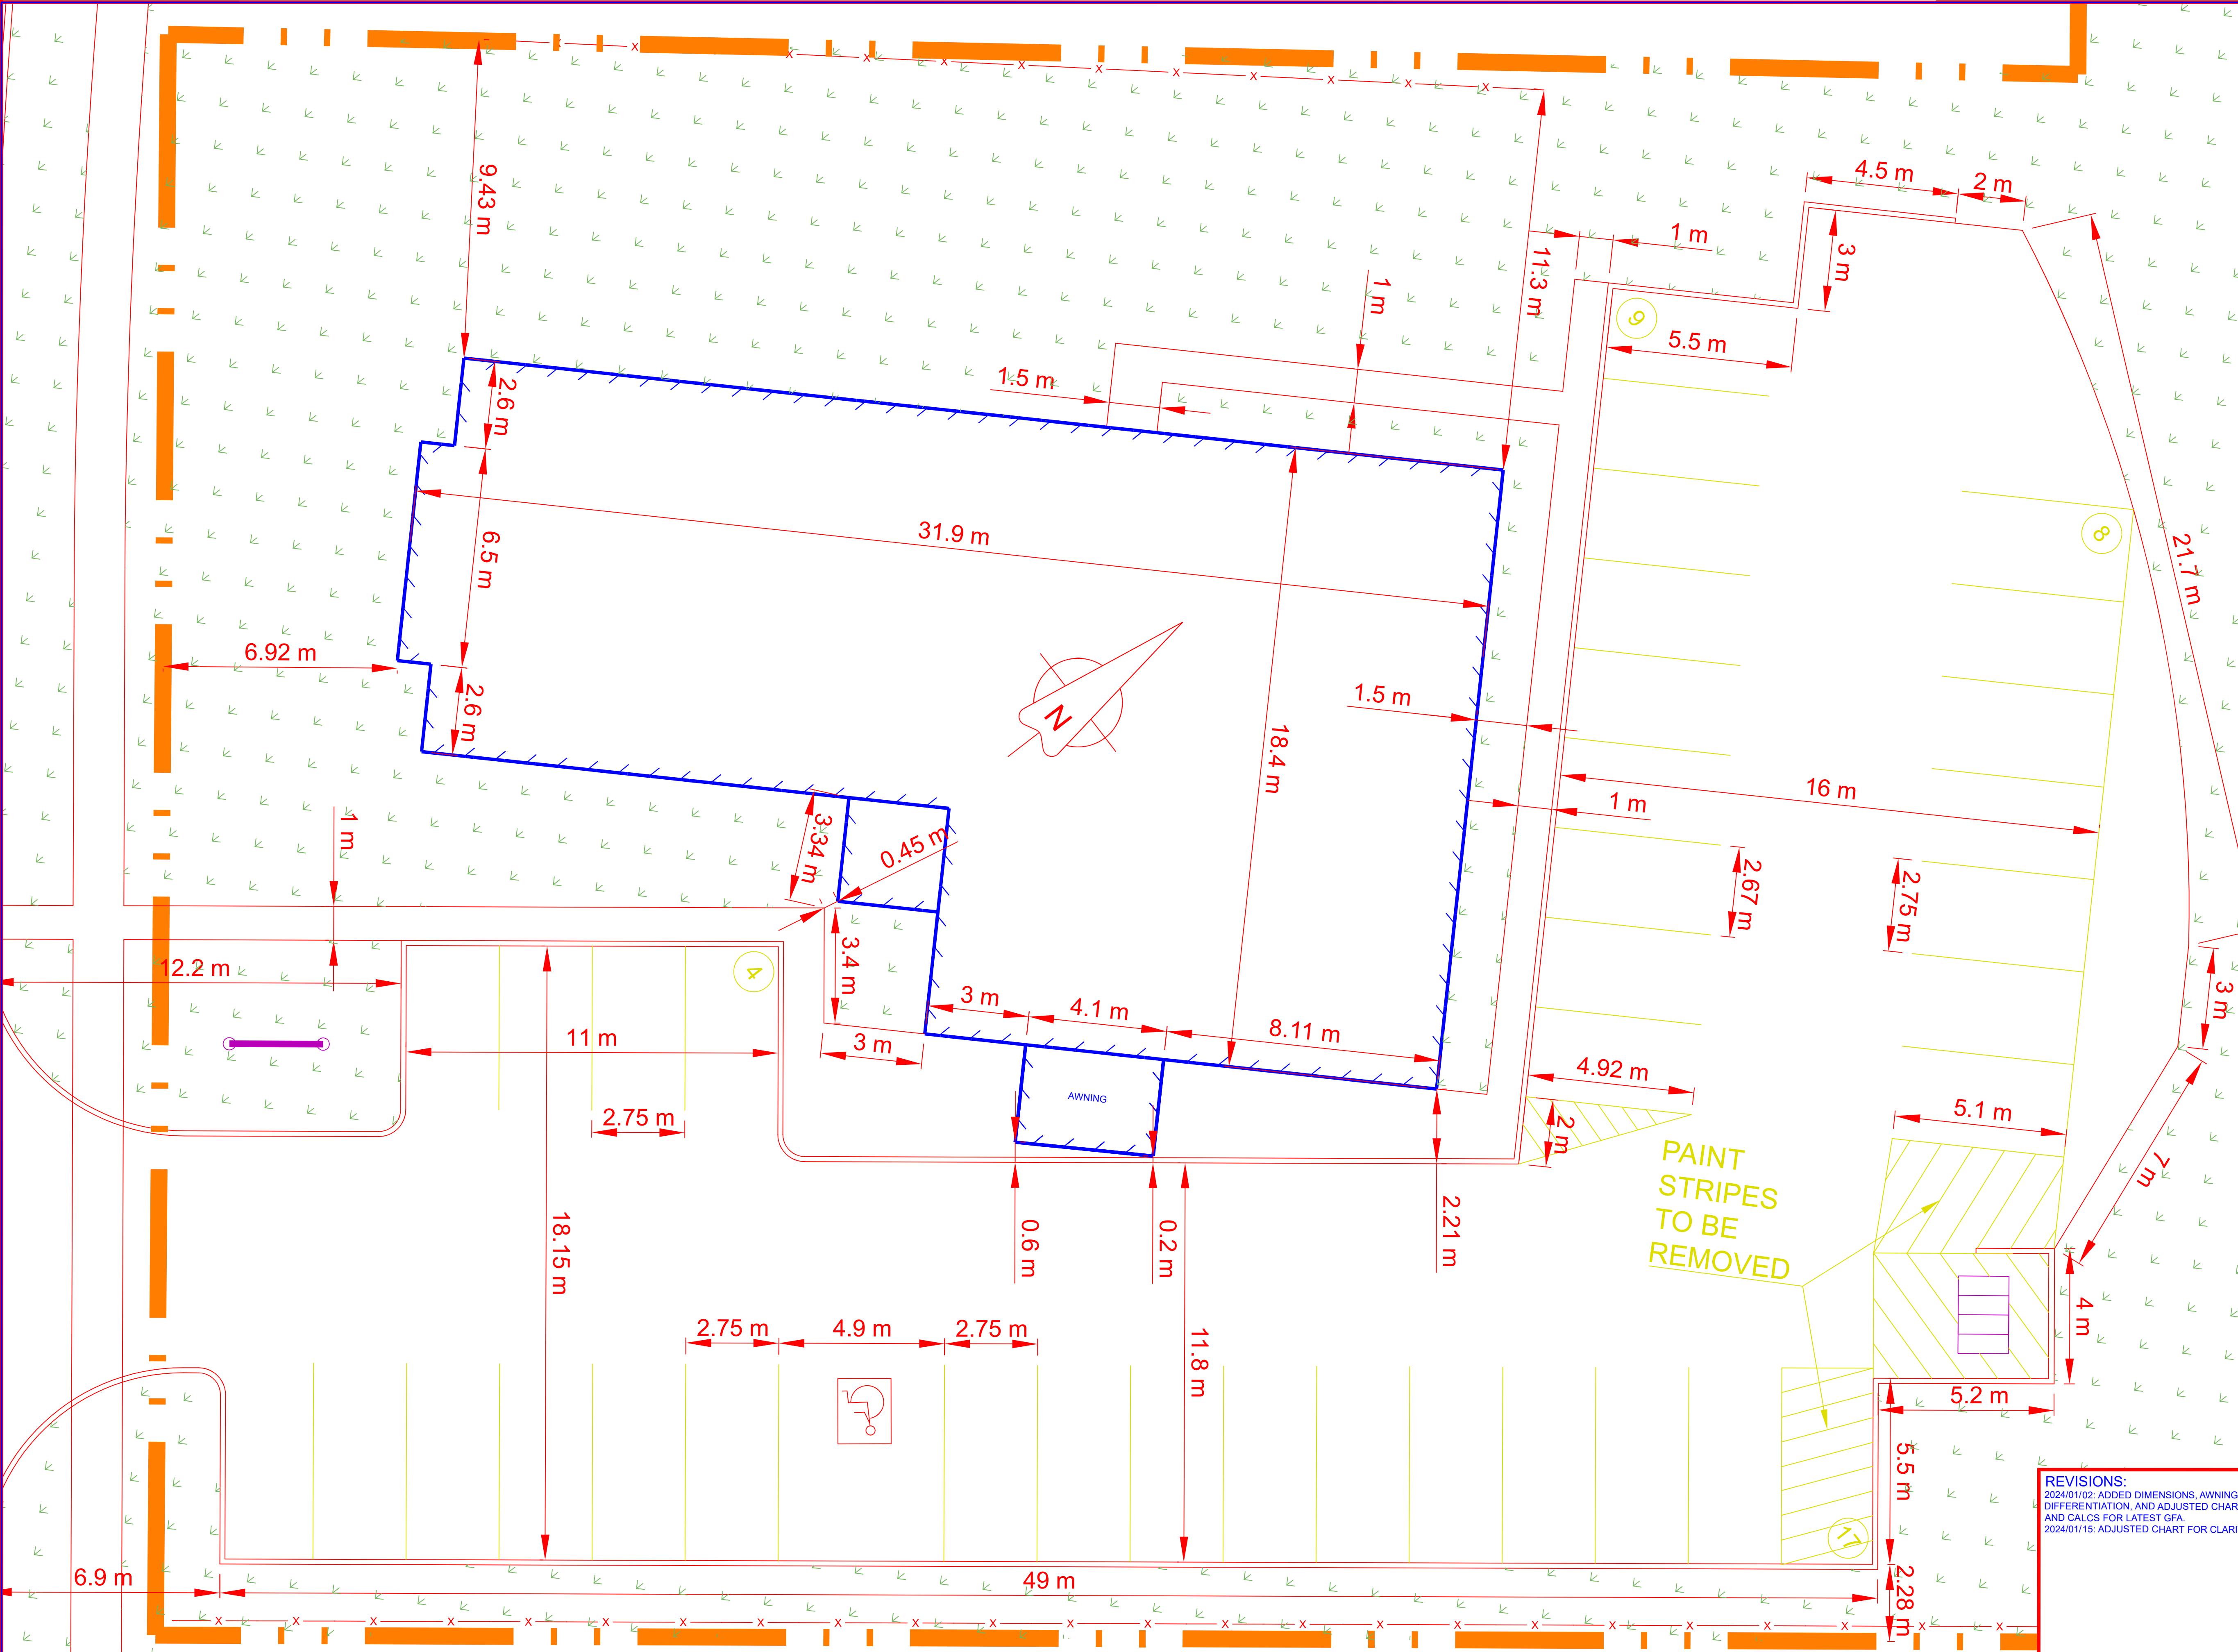 4.5 m
2 m
9.43 m
11.3 m
1 m
3 m
1 m
9
5.5 m
1.5 m
2.6 m
31.9 m
6.5 m
8
21.7 m
6.92 m
2.6 m
N
1.5 m
18.4 m
16 m
1 m
1 m
3.34 m
0.45 m
2.67 m
2.75 m
12.2 m
4
3.4 m
3 m
4.1 m
8.11 m
3 m
11 m
3 m
4.92 m
AWNING
2.75 m
2 m
5.1 m
PAINT
STRIPES
TO BE
REMOVED
7 m
18.15 m
0.6 m
0.2 m
2.21 m
2.75 m
4.9 m
2.75 m
11.8 m
4 m
5.2 m
5.5 m
17
REVISIONS:
2024/01/02: ADDED DIMENSIONS, AWNING
DIFFERENTIATION, AND ADJUSTED CHAR
AND CALCS FOR LATEST GFA.
2024/01/15: ADJUSTED CHART FOR CLARI
6.9 m
49 m
2.28 m